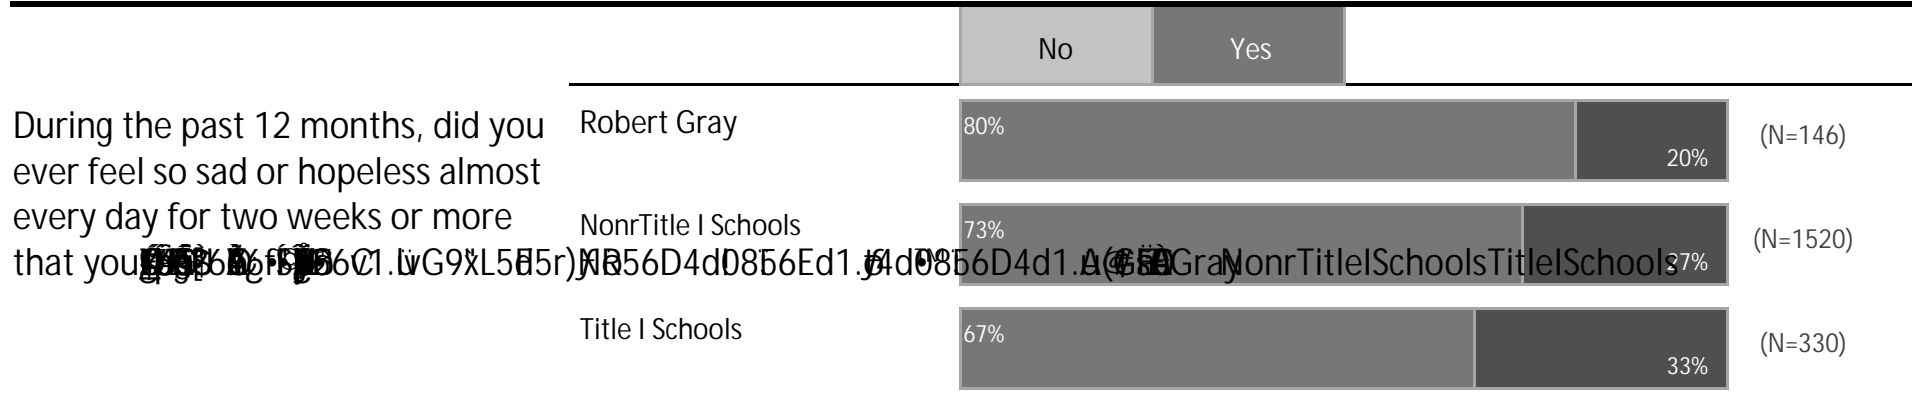 No Yes
During the past 12 months, did you
ever feel so sad or hopeless almost
every day for two weeks or more
that you
Robert Gray
80%
20%
(N=146)
NonrTitle I Schools
73%
27%
(N=1520)
GrayNonrTitleISchoolsTitleISchools
Title I Schools
67%
33%
(N=330)